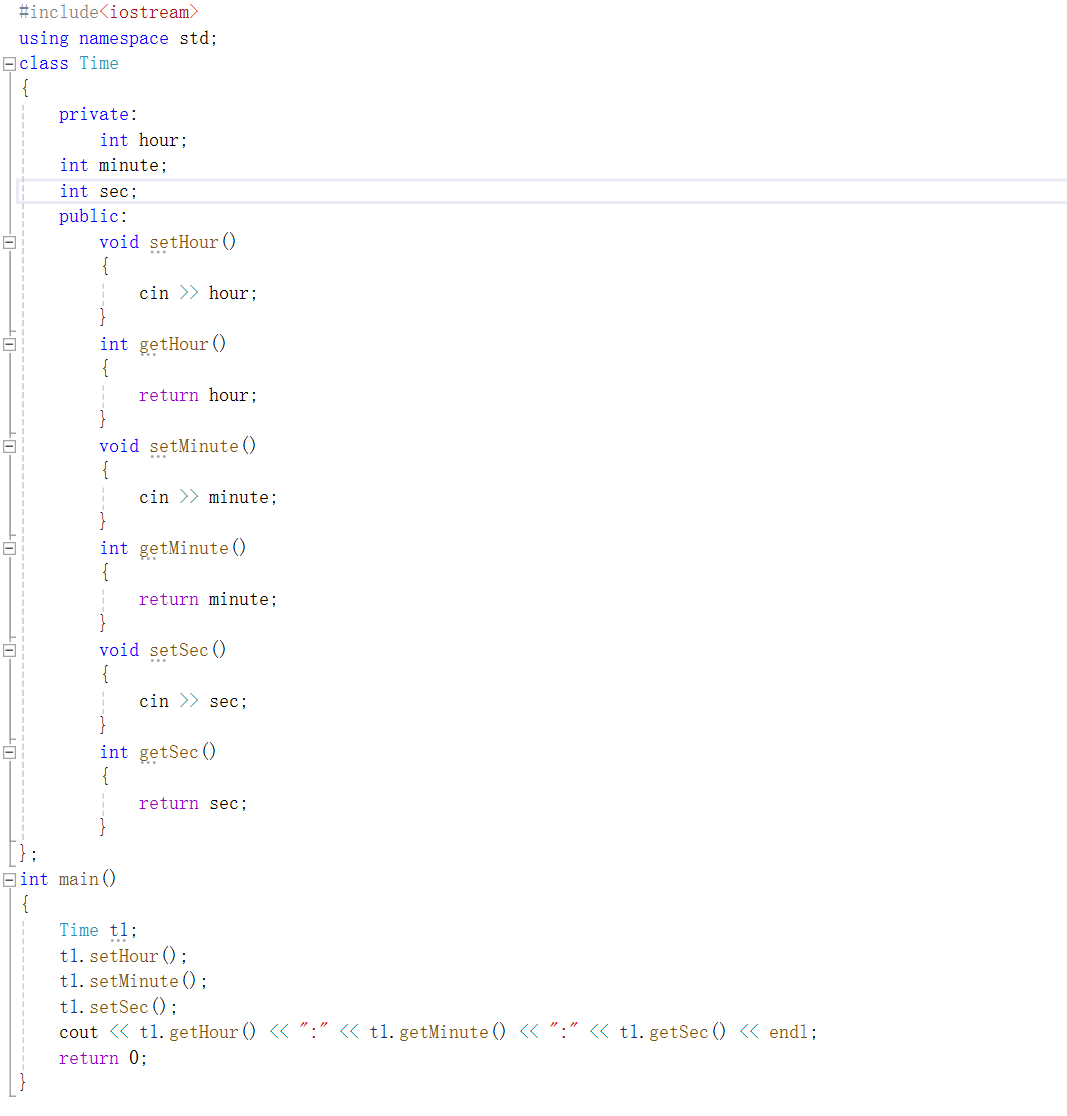 #include<iostream>
using namespace std;
class Time
{
    private:
        int hour;
    int minute;
    int sec;
    public:
        void setHour()
        {
            cin >> hour;
        }
        int getHour()
        {
            return hour;
        }
        void setMinute()
        {
            cin >> minute;
        }
        int getMinute()
        {
            return minute;
        }
        void setSec()
        {
            cin >> sec;
        }
        int getSec()
        {
            return sec;
        }
};
int main()
{
    Time t1;
    t1.setHour();
    t1.setMinute();
    t1.setSec();
    cout << t1.getHour() << ":" << t1.getMinute() << ":" << t1.getSec() << endl;
    return 0;
}